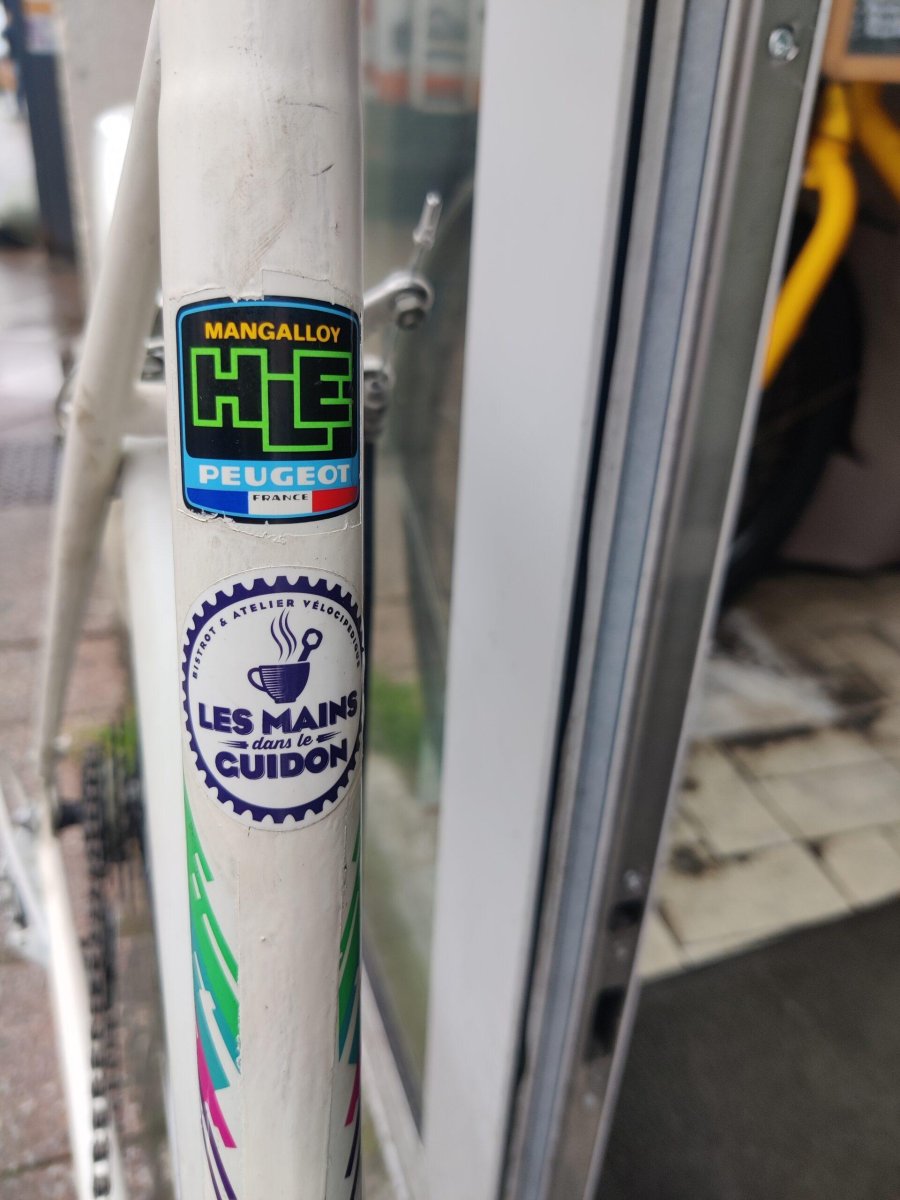 MANGALLOY
HLE
PEUGEOT
FRANCE
BISTROT & ATELIER VÉLOCIPÉDIQUE
LES MAINS
dans le
GUIDON